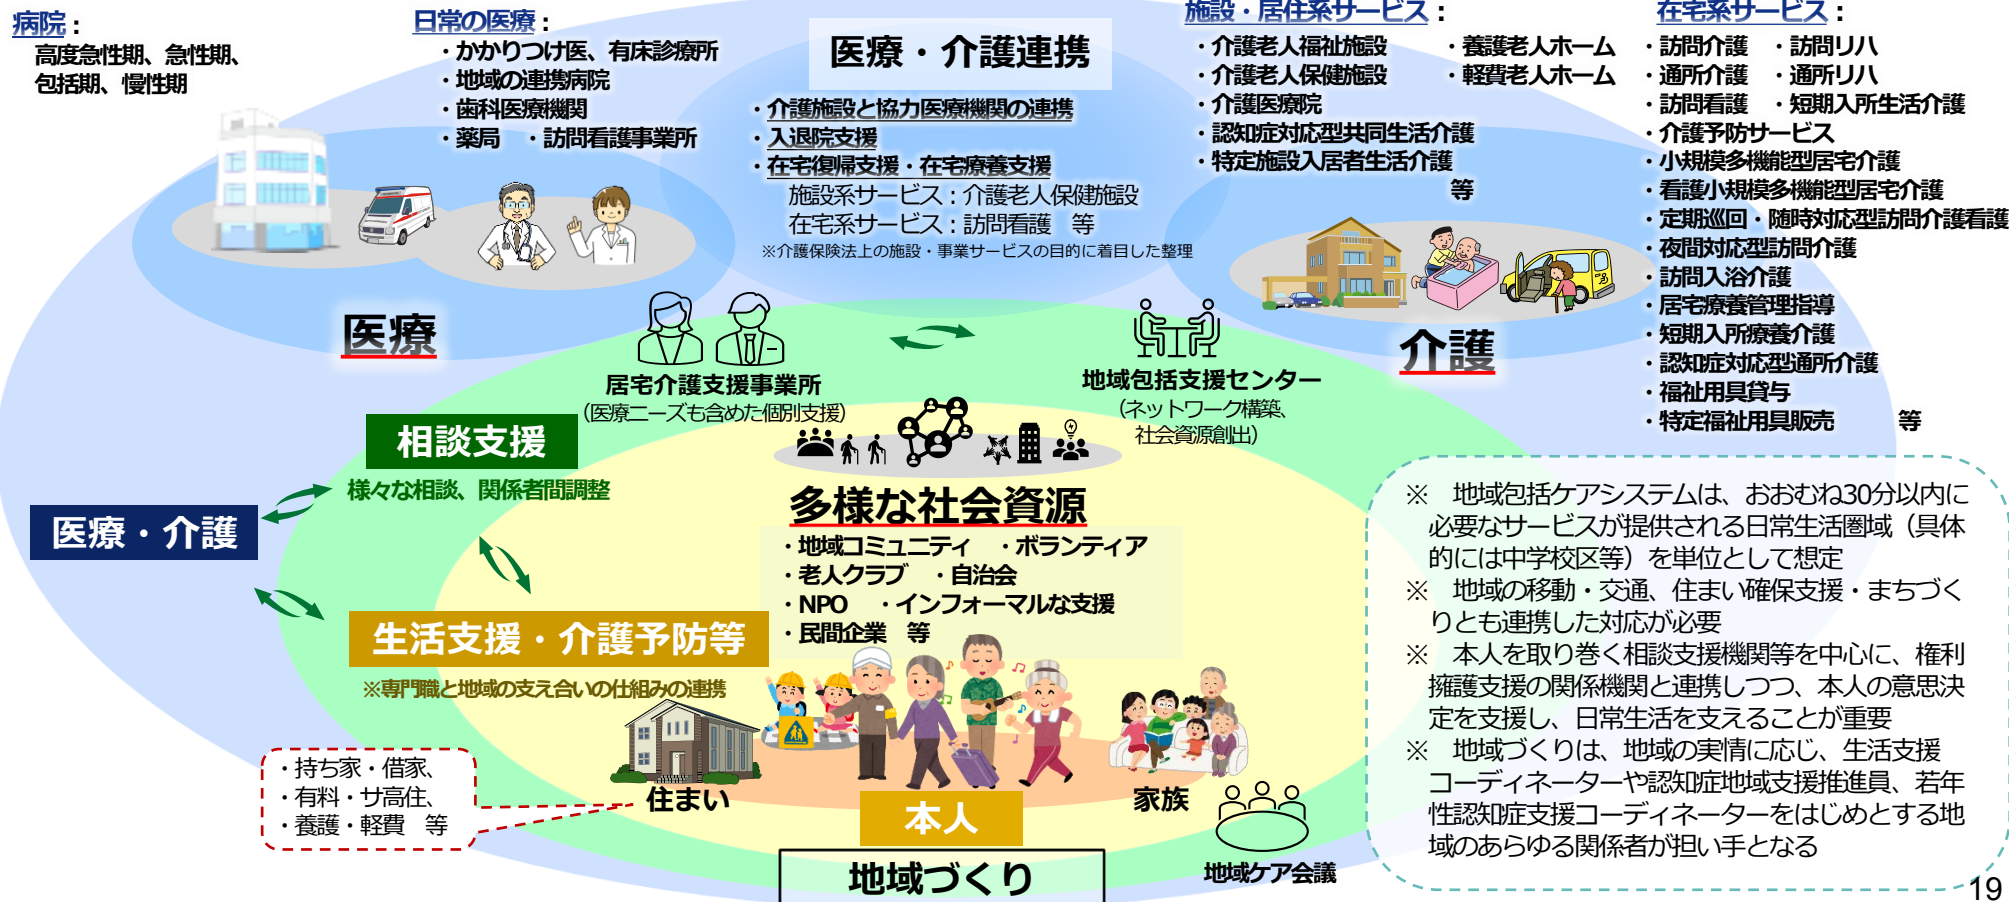 病院：
高度急性期、急性期、
包括期、慢性期
日常の医療：
・かかりつけ医、有床診療所
・地域の連携病院
・歯科医療機関
・薬局　・訪問看護事業所
医療・介護連携
・介護施設と協力医療機関の連携
・入退院支援
・在宅復帰支援・在宅療養支援
施設系サービス：介護老人保健施設
在宅系サービス：訪問看護　等
※介護保険法上の施設・事業サービスの目的に着目した整理
施設・居住系サービス：
・介護老人福祉施設　・養護老人ホーム
・介護老人保健施設　・軽費老人ホーム
・介護医療院
・認知症対応型共同生活介護
・特定施設入居者生活介護
等
在宅系サービス：
・訪問介護　・訪問リハ
・通所介護　・通所リハ
・訪問看護　・短期入所生活介護
・介護予防サービス
・小規模多機能型居宅介護
・看護小規模多機能型居宅介護
・定期巡回・随時対応型訪問介護看護
・夜間対応型訪問介護
・訪問入浴介護
・居宅療養管理指導
・短期入所療養介護
・認知症対応型通所介護
・福祉用具貸与
・特定福祉用具販売　等
医療
介護
居宅介護支援事業所
（医療ニーズも含めた個別支援）
地域包括支援センター
（ネットワーク構築、
社会資源創出）
相談支援
様々な相談、関係者間調整
医療・介護
多様な社会資源
・地域コミュニティ　・ボランティア
・老人クラブ　・自治会
・NPO　・インフォーマルな支援
・民間企業　等
生活支援・介護予防等
※専門職と地域の支え合いの仕組みの連携
・持ち家・借家、
・有料・サ高住、
・養護・軽費　等
住まい
本人
家族
地域づくり
地域ケア会議
※　地域包括ケアシステムは、おおむね30分以内に
必要なサービスが提供される日常生活圏域（具体
的には中学校区等）を単位として想定
※　地域の移動・交通、住まい確保支援・まちづく
りとも連携した対応が必要
※　本人を取り巻く相談支援機関等を中心に、権利
擁護支援の関係機関と連携しつつ、本人の意思決
定を支援し、日常生活を支えることが重要
※　地域づくりは、地域の実情に応じ、生活支援
コーディネーターや認知症地域支援推進員、若年
性認知症支援コーディネーターをはじめとする地
域のあらゆる関係者が担い手となる
19